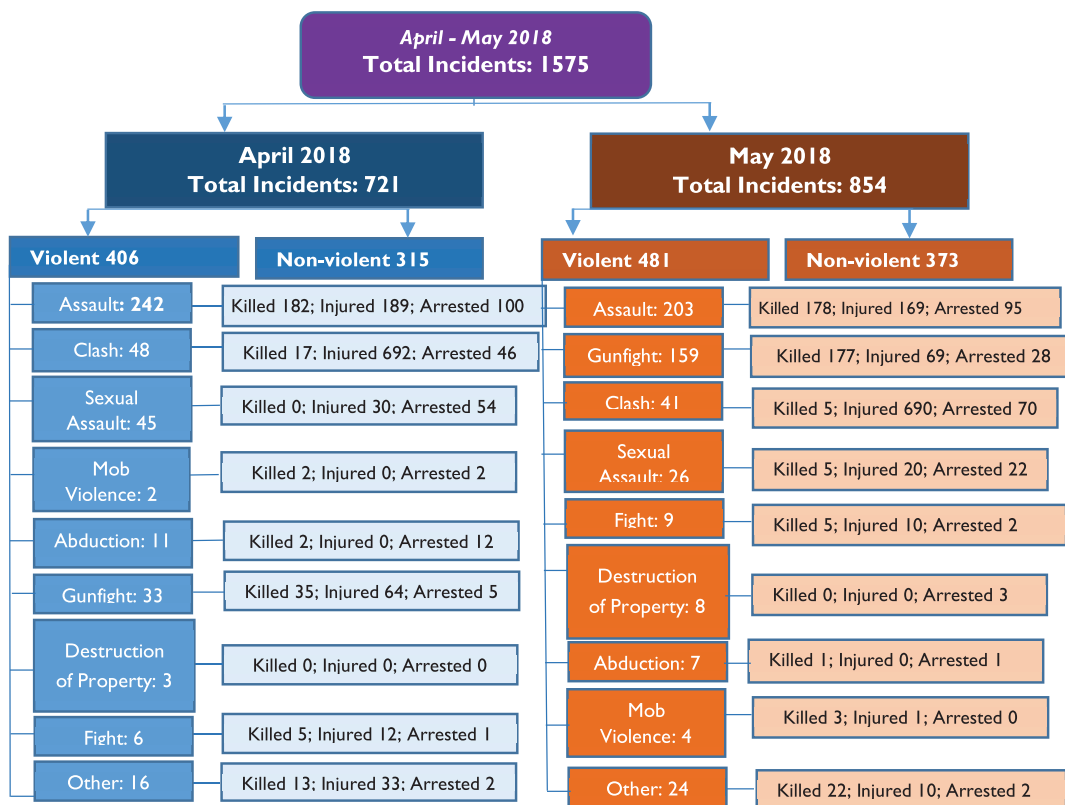 April - May 2018
Total Incidents: 1575
April 2018
Total Incidents: 721
May 2018
Total Incidents: 854
Violent 406
Non-violent 315
Violent 481
Non-violent 373
Assault: 242
Killed 182; Injured 189; Arrested 100
Clash: 48
Killed 17; Injured 692; Arrested 46
Sexual
Assault: 45
Killed 0; Injured 30; Arrested 54
Mob
Violence: 2
Killed 2; Injured 0; Arrested 2
Abduction: 11
Killed 2; Injured 0; Arrested 12
Gunfight: 33
Killed 35; Injured 64; Arrested 5
Destruction
of Property: 3
Killed 0; Injured 0; Arrested 0
Fight: 6
Killed 5; Injured 12; Arrested 1
Other: 16
Killed 13; Injured 33; Arrested 2
Assault: 203
Killed 178; Injured 169; Arrested 95
Gunfight: 159
Killed 177; Injured 69; Arrested 28
Clash: 41
Killed 5; Injured 690; Arrested 70
Sexual
Assault: 26
Killed 5; Injured 20; Arrested 22
Fight: 9
Killed 5; Injured 10; Arrested 2
Destruction
of Property: 8
Killed 0; Injured 0; Arrested 3
Abduction: 7
Killed 1; Injured 0; Arrested 1
Mob
Violence: 4
Killed 3; Injured 1; Arrested 0
Other: 24
Killed 22; Injured 10; Arrested 2